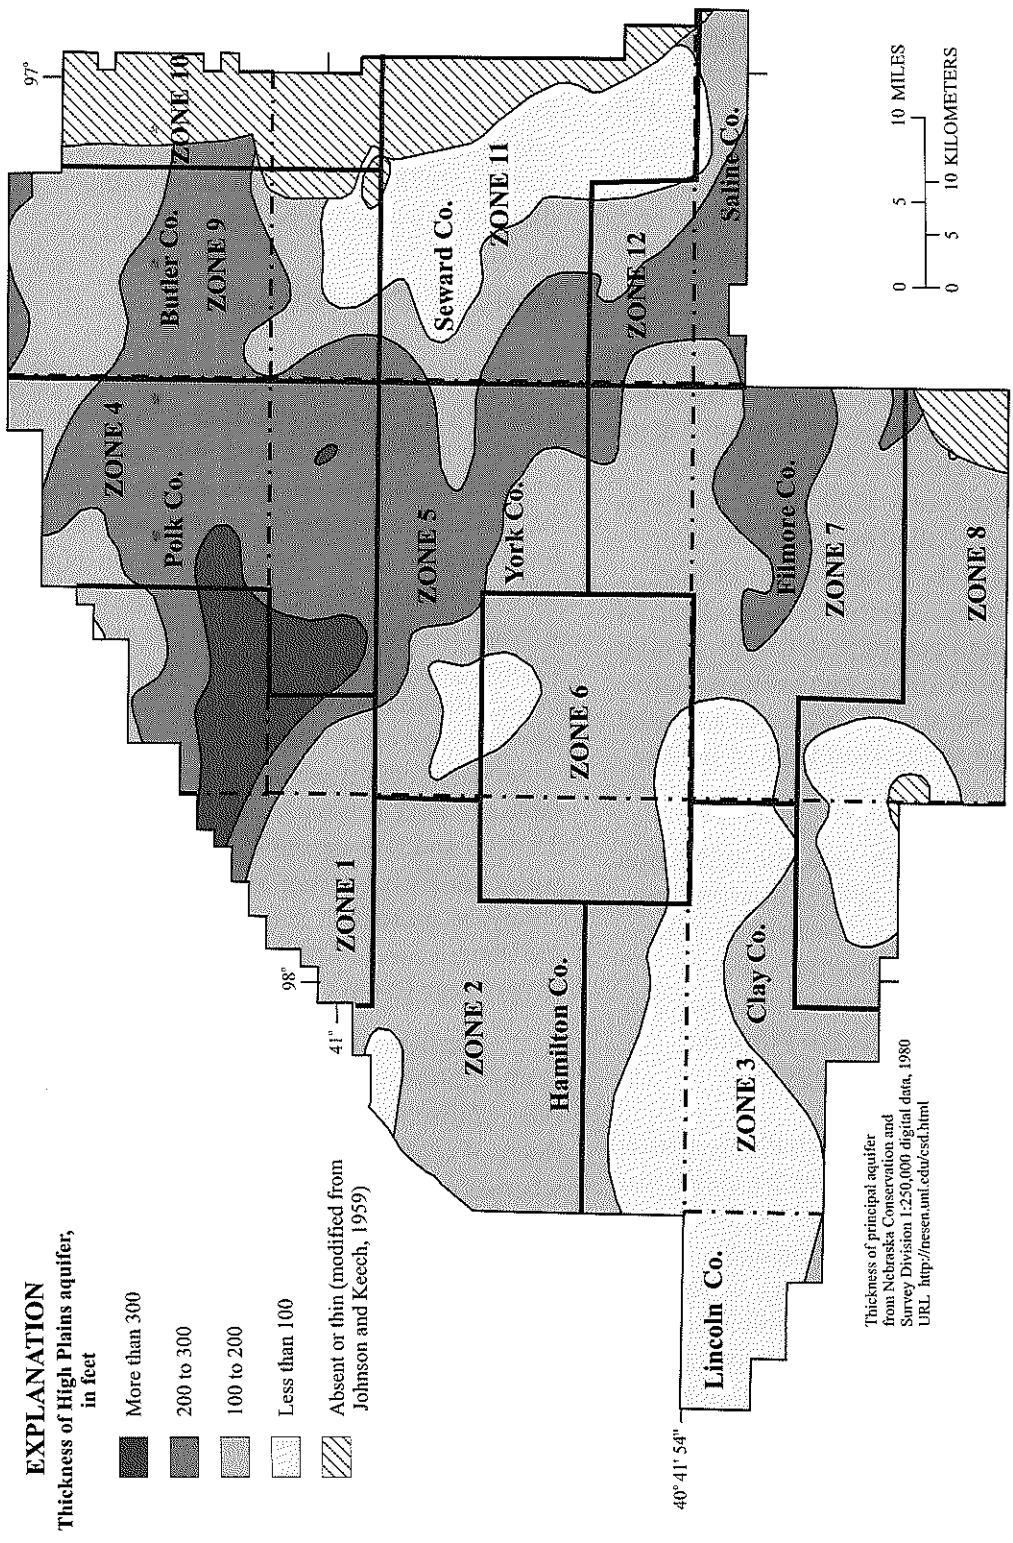 EXPLANATION
Thickness of High Plains aquifer,
in feet
More than 300
200 to 300
100 to 200
Less than 100
Absent or thin (modified from
Johnson and Keech, 1959)
97°
98°
41°
40° 41' 54"
ZONE 1
ZONE 2
ZONE 3
ZONE 4
ZONE 5
ZONE 6
ZONE 7
ZONE 8
ZONE 9
ZONE 10
ZONE 11
ZONE 12
Polk Co.
Butler Co.
Hamilton Co.
York Co.
Seward Co.
Lincoln Co.
Clay Co.
Fillmore Co.
Saline Co.
0 5 10 MILES
0 5 10 KILOMETERS
Thickness of principal aquifer
from Nebraska Conservation and
Survey Division 1:250,000 digital data, 1980
URL http://nesen.unl.edu/csd.html